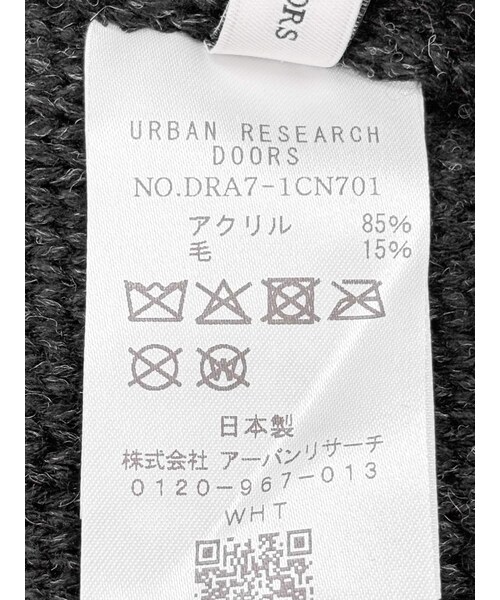 DOORS
URBAN RESEARCH
DOORS
NO.DRA7-1CN701
アクリル 85%
毛 15%
W
日本製
株式会社 アーバンリサーチ
0120-967-013
WHT